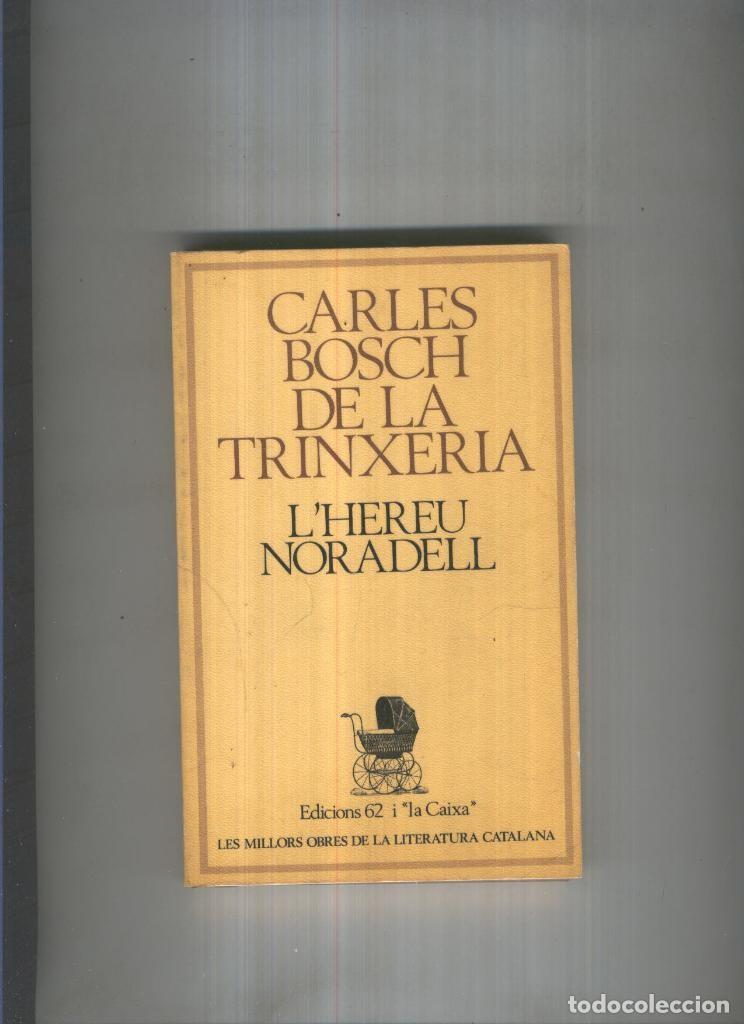 CARLES
BOSCH
DE LA
TRINXERIA
L'HEREU
NORADELL
Edicions 62 i "la Caixa"
LES MILLORS OBRES DE LA LITERATURA CATALANA
todocoleccion